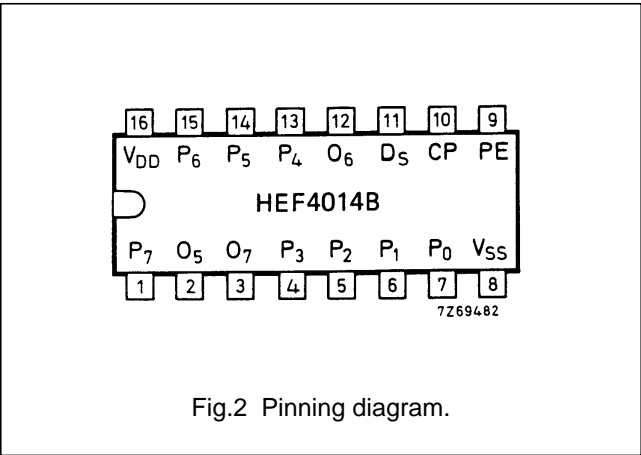 16 15 14 13 12 11 10 9
VDD P6 P5 P4 O6 DS CP PE
HEF4014B
P7 O5 O7 P3 P2 P1 P0 VSS
1 2 3 4 5 6 7 8
7Z69482
Fig.2 Pinning diagram.